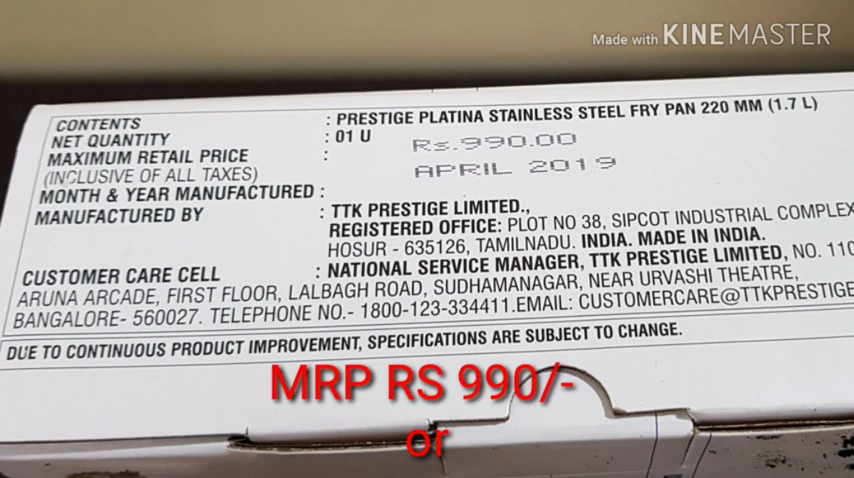 Made with KINEMASTER
CONTENTS : PRESTIGE PLATINA STAINLESS STEEL FRY PAN 220 MM (1.7 L)
NET QUANTITY : 01 U
MAXIMUM RETAIL PRICE : Rs.990.00
(INCLUSIVE OF ALL TAXES)
APRIL 2019
MONTH & YEAR MANUFACTURED :
MANUFACTURED BY : TTK PRESTIGE LIMITED.,
REGISTERED OFFICE: PLOT NO 38, SIPCOT INDUSTRIAL COMPLEX
HOSUR - 635126, TAMILNADU. INDIA. MADE IN INDIA.
CUSTOMER CARE CELL : NATIONAL SERVICE MANAGER, TTK PRESTIGE LIMITED, NO. 110
ARUNA ARCADE, FIRST FLOOR, LALBAGH ROAD, SUDHAMANAGAR, NEAR URVASHI THEATRE,
BANGALORE- 560027. TELEPHONE NO.- 1800-123-334411.EMAIL: CUSTOMERCARE@TTKPRESTIGE
DUE TO CONTINUOUS PRODUCT IMPROVEMENT, SPECIFICATIONS ARE SUBJECT TO CHANGE.
MRP RS 990/-
or